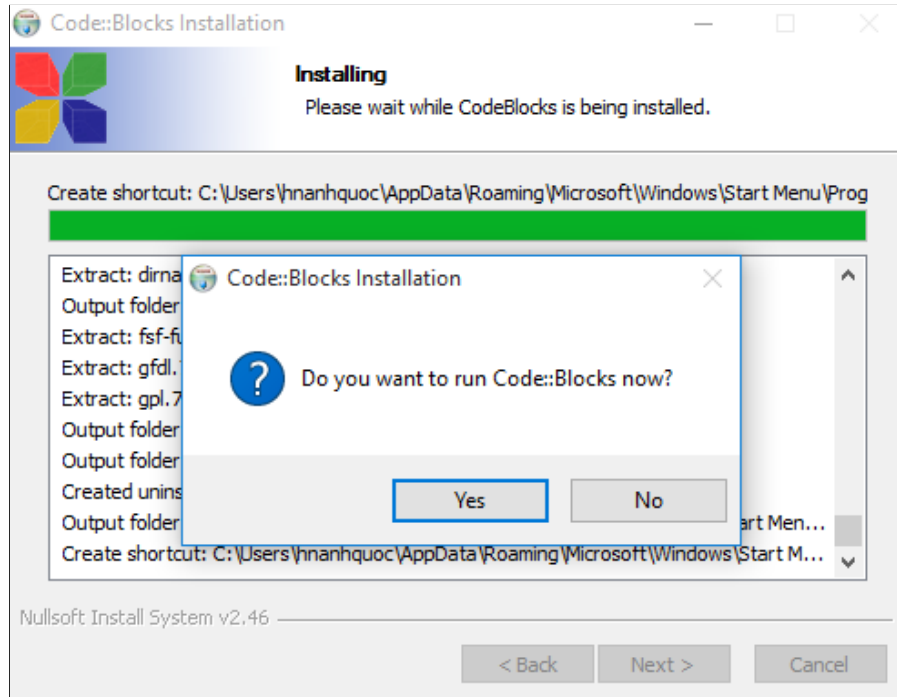 Code::Blocks Installation
Installing
Please wait while CodeBlocks is being installed.
Create shortcut: C:\Users\hnanhquoc\AppData\Roaming\Microsoft\Windows\Start Menu\Prog
Extract: dirna
Output folder
Extract: fsf-fu
Extract: gfdl.
Extract: gpl.7
Output folder
Output folder
Created unins
Output folder art Men...
Create shortcut: C:\Users\hnanhquoc\AppData\Roaming\Microsoft\Windows\Start M...
Code::Blocks Installation
Do you want to run Code::Blocks now?
Yes No
Nullsoft Install System v2.46
< Back Next > Cancel